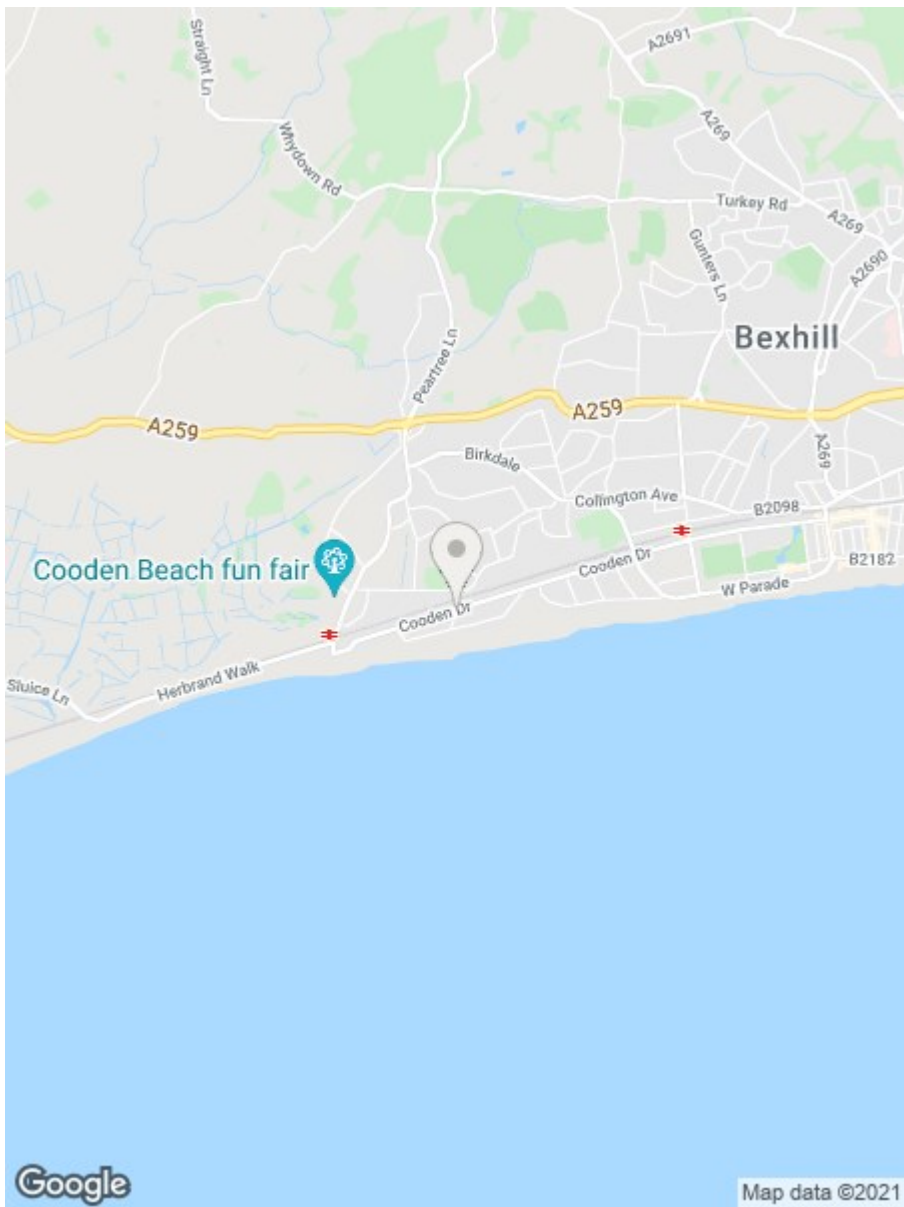 Straight Ln
A2691
Whydown Rd
A269
Turkey Rd
A269
Gunters Ln
A2690
Bexhill
Peartree Ln
A259
A259
A269
Birkdale
Collington Ave
B2098
Cooden Beach fun fair
Cooden Dr
B2182
W Parade
Cooden Dr
Herbrand Walk
Sluice Ln
Google
Map data ©2021